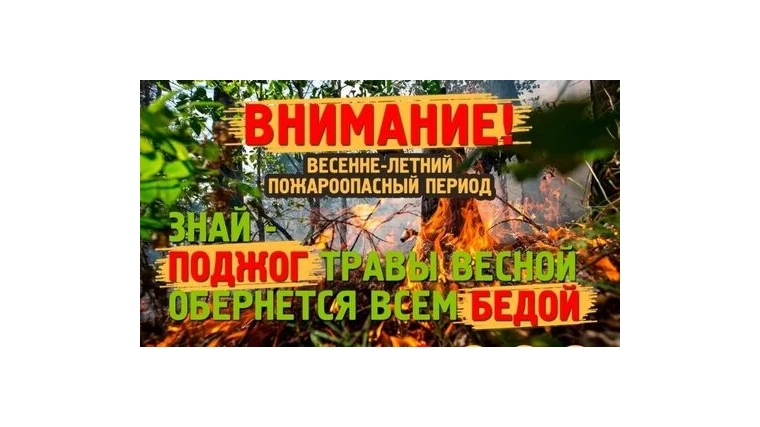 ВНИМАНИЕ!
ВЕСЕННЕ-ЛЕТНИЙ
ПОЖАРООПАСНЫЙ ПЕРИОД
ЗНАЙ -
ПОДЖОГ ТРАВЫ ВЕСНОЙ
ОБЕРНЕТСЯ ВСЕМ БЕДОЙ